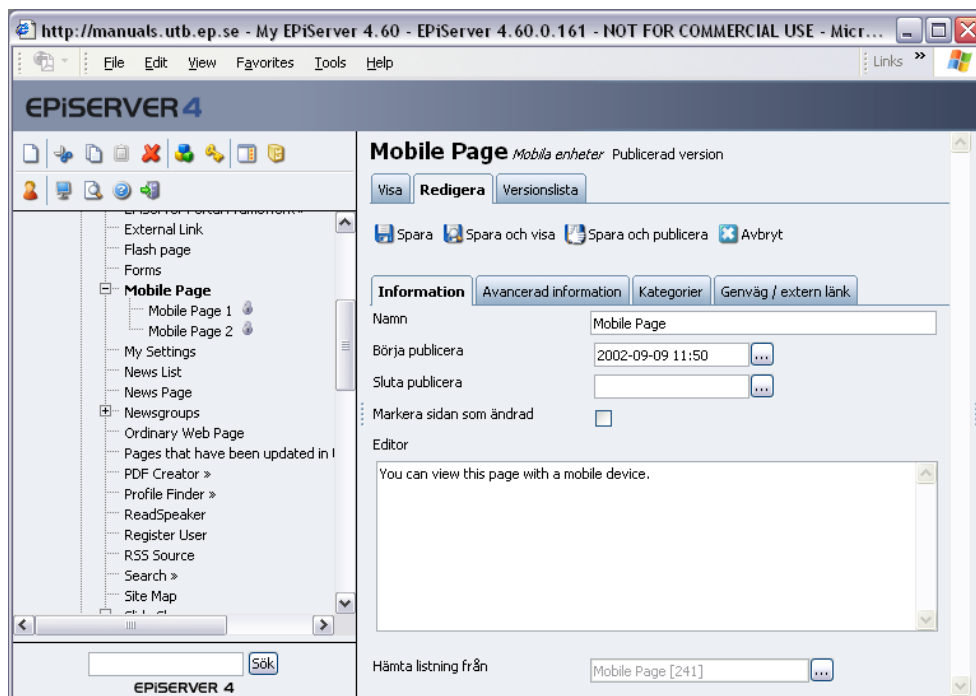 http://manuals.utb.ep.se - My EPiServer 4.60 - EPiServer 4.60.0.161 - NOT FOR COMMERCIAL USE - Micr...
File Edit View Favorites Tools Help Links »
EPiSERVER 4
External Link
Flash page
Forms
Mobile Page
Mobile Page 1
Mobile Page 2
My Settings
News List
News Page
Newsgroups
Ordinary Web Page
Pages that have been updated in
PDF Creator »
Profile Finder »
ReadSpeaker
Register User
RSS Source
Search »
Site Map
Sök
EPiSERVER 4
Mobile Page Mobila enheter Publicerad version
Visa Redigera Versionslista
Spara Spara och visa Spara och publicera Avbryt
Information Avancerad information Kategorier Genväg / extern länk
Namn Mobile Page
Börja publicera 2002-09-09 11:50 ...
Sluta publicera ...
Markera sidan som ändrad
Editor
You can view this page with a mobile device.
Hämta listning från Mobile Page [241] ...